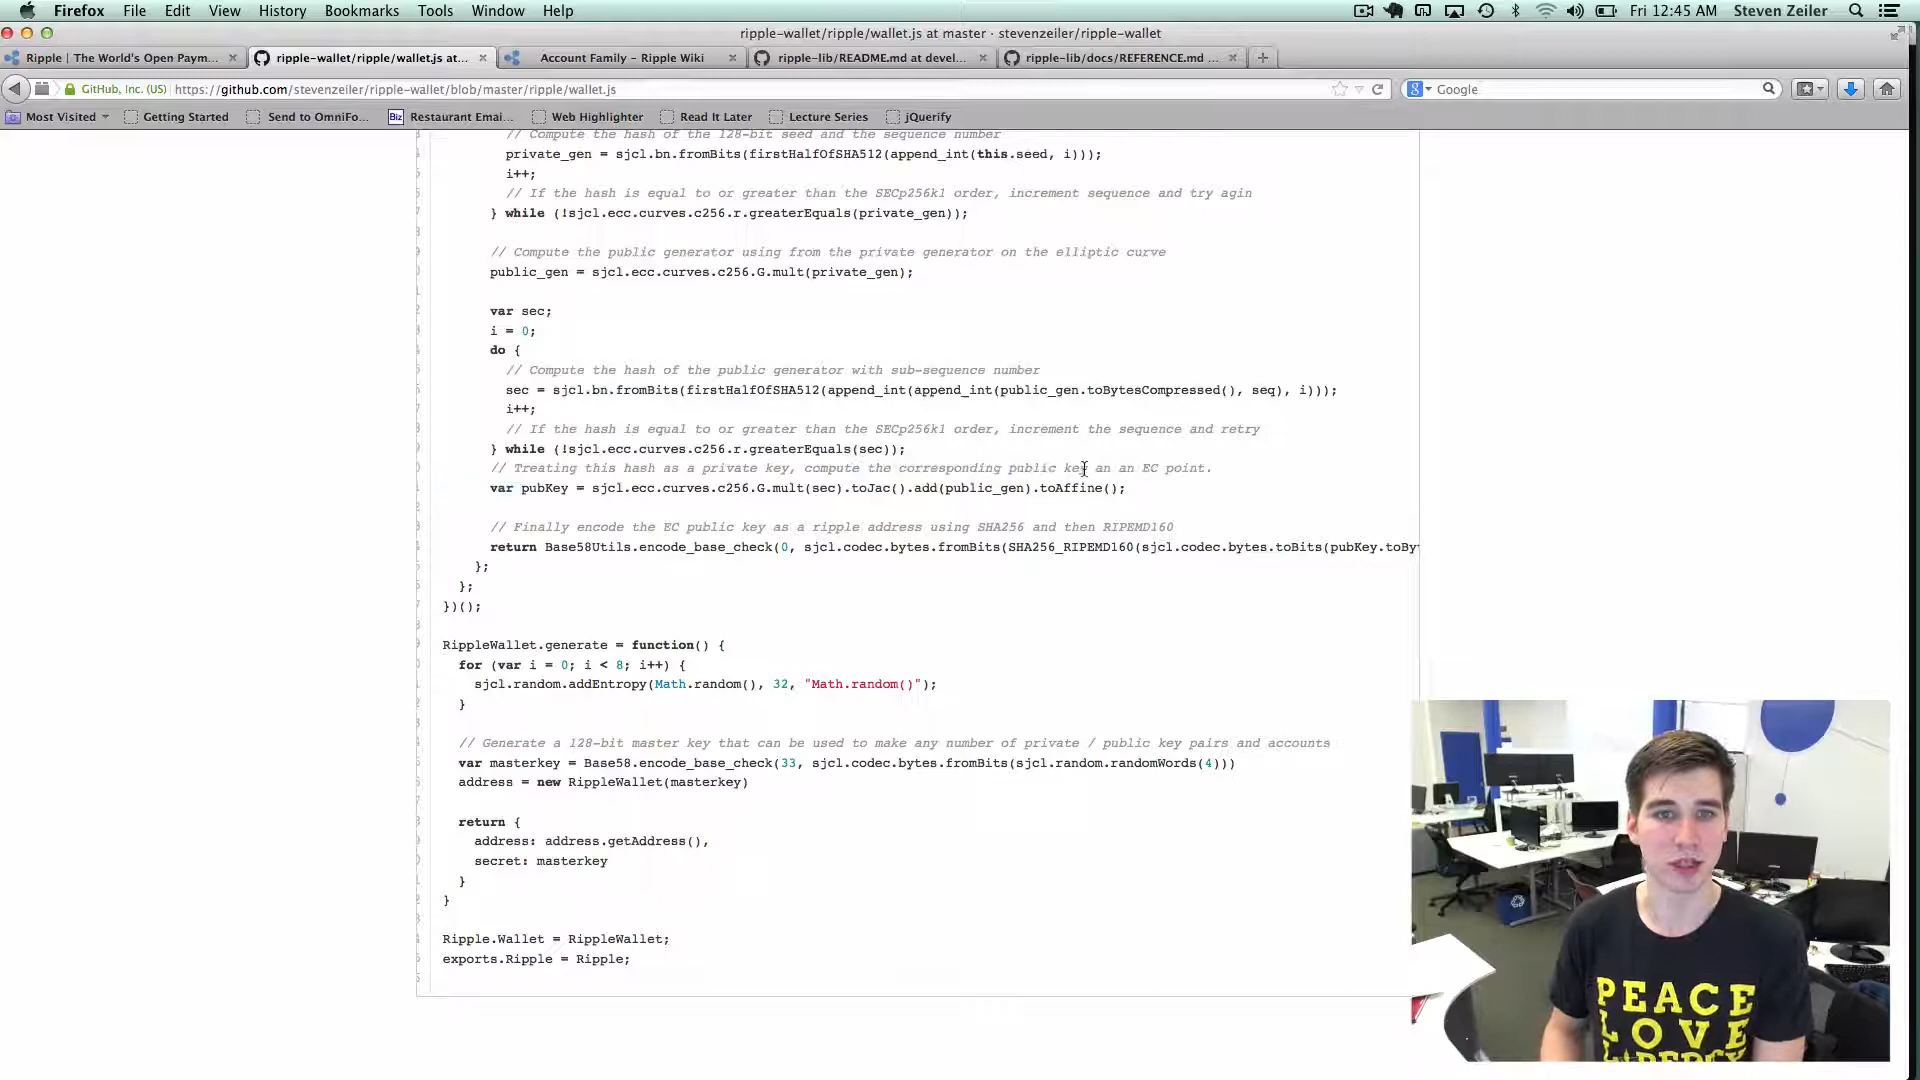 Firefox File Edit View History Bookmarks Tools Window Help Fri 12:45 AM Steven Zeiler
ripple-wallet/ripple/wallet.js at master · stevenzeiler/ripple-wallet
Ripple | The World's Open Paym... ripple-wallet/ripple/wallet.js at... Account Family – Ripple Wiki ripple-lib/README.md at devel... ripple-lib/docs/REFERENCE.md ...
GitHub, Inc. (US) https://github.com/stevenzeiler/ripple-wallet/blob/master/ripple/wallet.js Google
Most Visited Getting Started Send to OmniFo... Biz Restaurant Emai... Web Highlighter Read It Later Lecture Series jQuerify
// Compute the hash of the 128-bit seed and the sequence number
private_gen = sjcl.bn.fromBits(firstHalfOfSHA512(append_int(this.seed, i)));
i++;
// If the hash is equal to or greater than the SECp256k1 order, increment sequence and try agin
} while (!sjcl.ecc.curves.c256.r.greaterEquals(private_gen));
// Compute the public generator using from the private generator on the elliptic curve
public_gen = sjcl.ecc.curves.c256.G.mult(private_gen);
var sec;
i = 0;
do {
// Compute the hash of the public generator with sub-sequence number
sec = sjcl.bn.fromBits(firstHalfOfSHA512(append_int(append_int(public_gen.toBytesCompressed(), seq), i)));
i++;
// If the hash is equal to or greater than the SECp256k1 order, increment the sequence and retry
} while (!sjcl.ecc.curves.c256.r.greaterEquals(sec));
// Treating this hash as a private key, compute the corresponding public key an an EC point.
var pubKey = sjcl.ecc.curves.c256.G.mult(sec).toJac().add(public_gen).toAffine();
// Finally encode the EC public key as a ripple address using SHA256 and then RIPEMD160
return Base58Utils.encode_base_check(0, sjcl.codec.bytes.fromBits(SHA256_RIPEMD160(sjcl.codec.bytes.toBits(pubKey.toBy
};
};
})();
RippleWallet.generate = function() {
for (var i = 0; i < 8; i++) {
sjcl.random.addEntropy(Math.random(), 32, "Math.random()");
}
// Generate a 128-bit master key that can be used to make any number of private / public key pairs and accounts
var masterkey = Base58.encode_base_check(33, sjcl.codec.bytes.fromBits(sjcl.random.randomWords(4)))
address = new RippleWallet(masterkey)
return {
address: address.getAddress(),
secret: masterkey
}
}
Ripple.Wallet = RippleWallet;
exports.Ripple = Ripple;
PEACE
LOVE